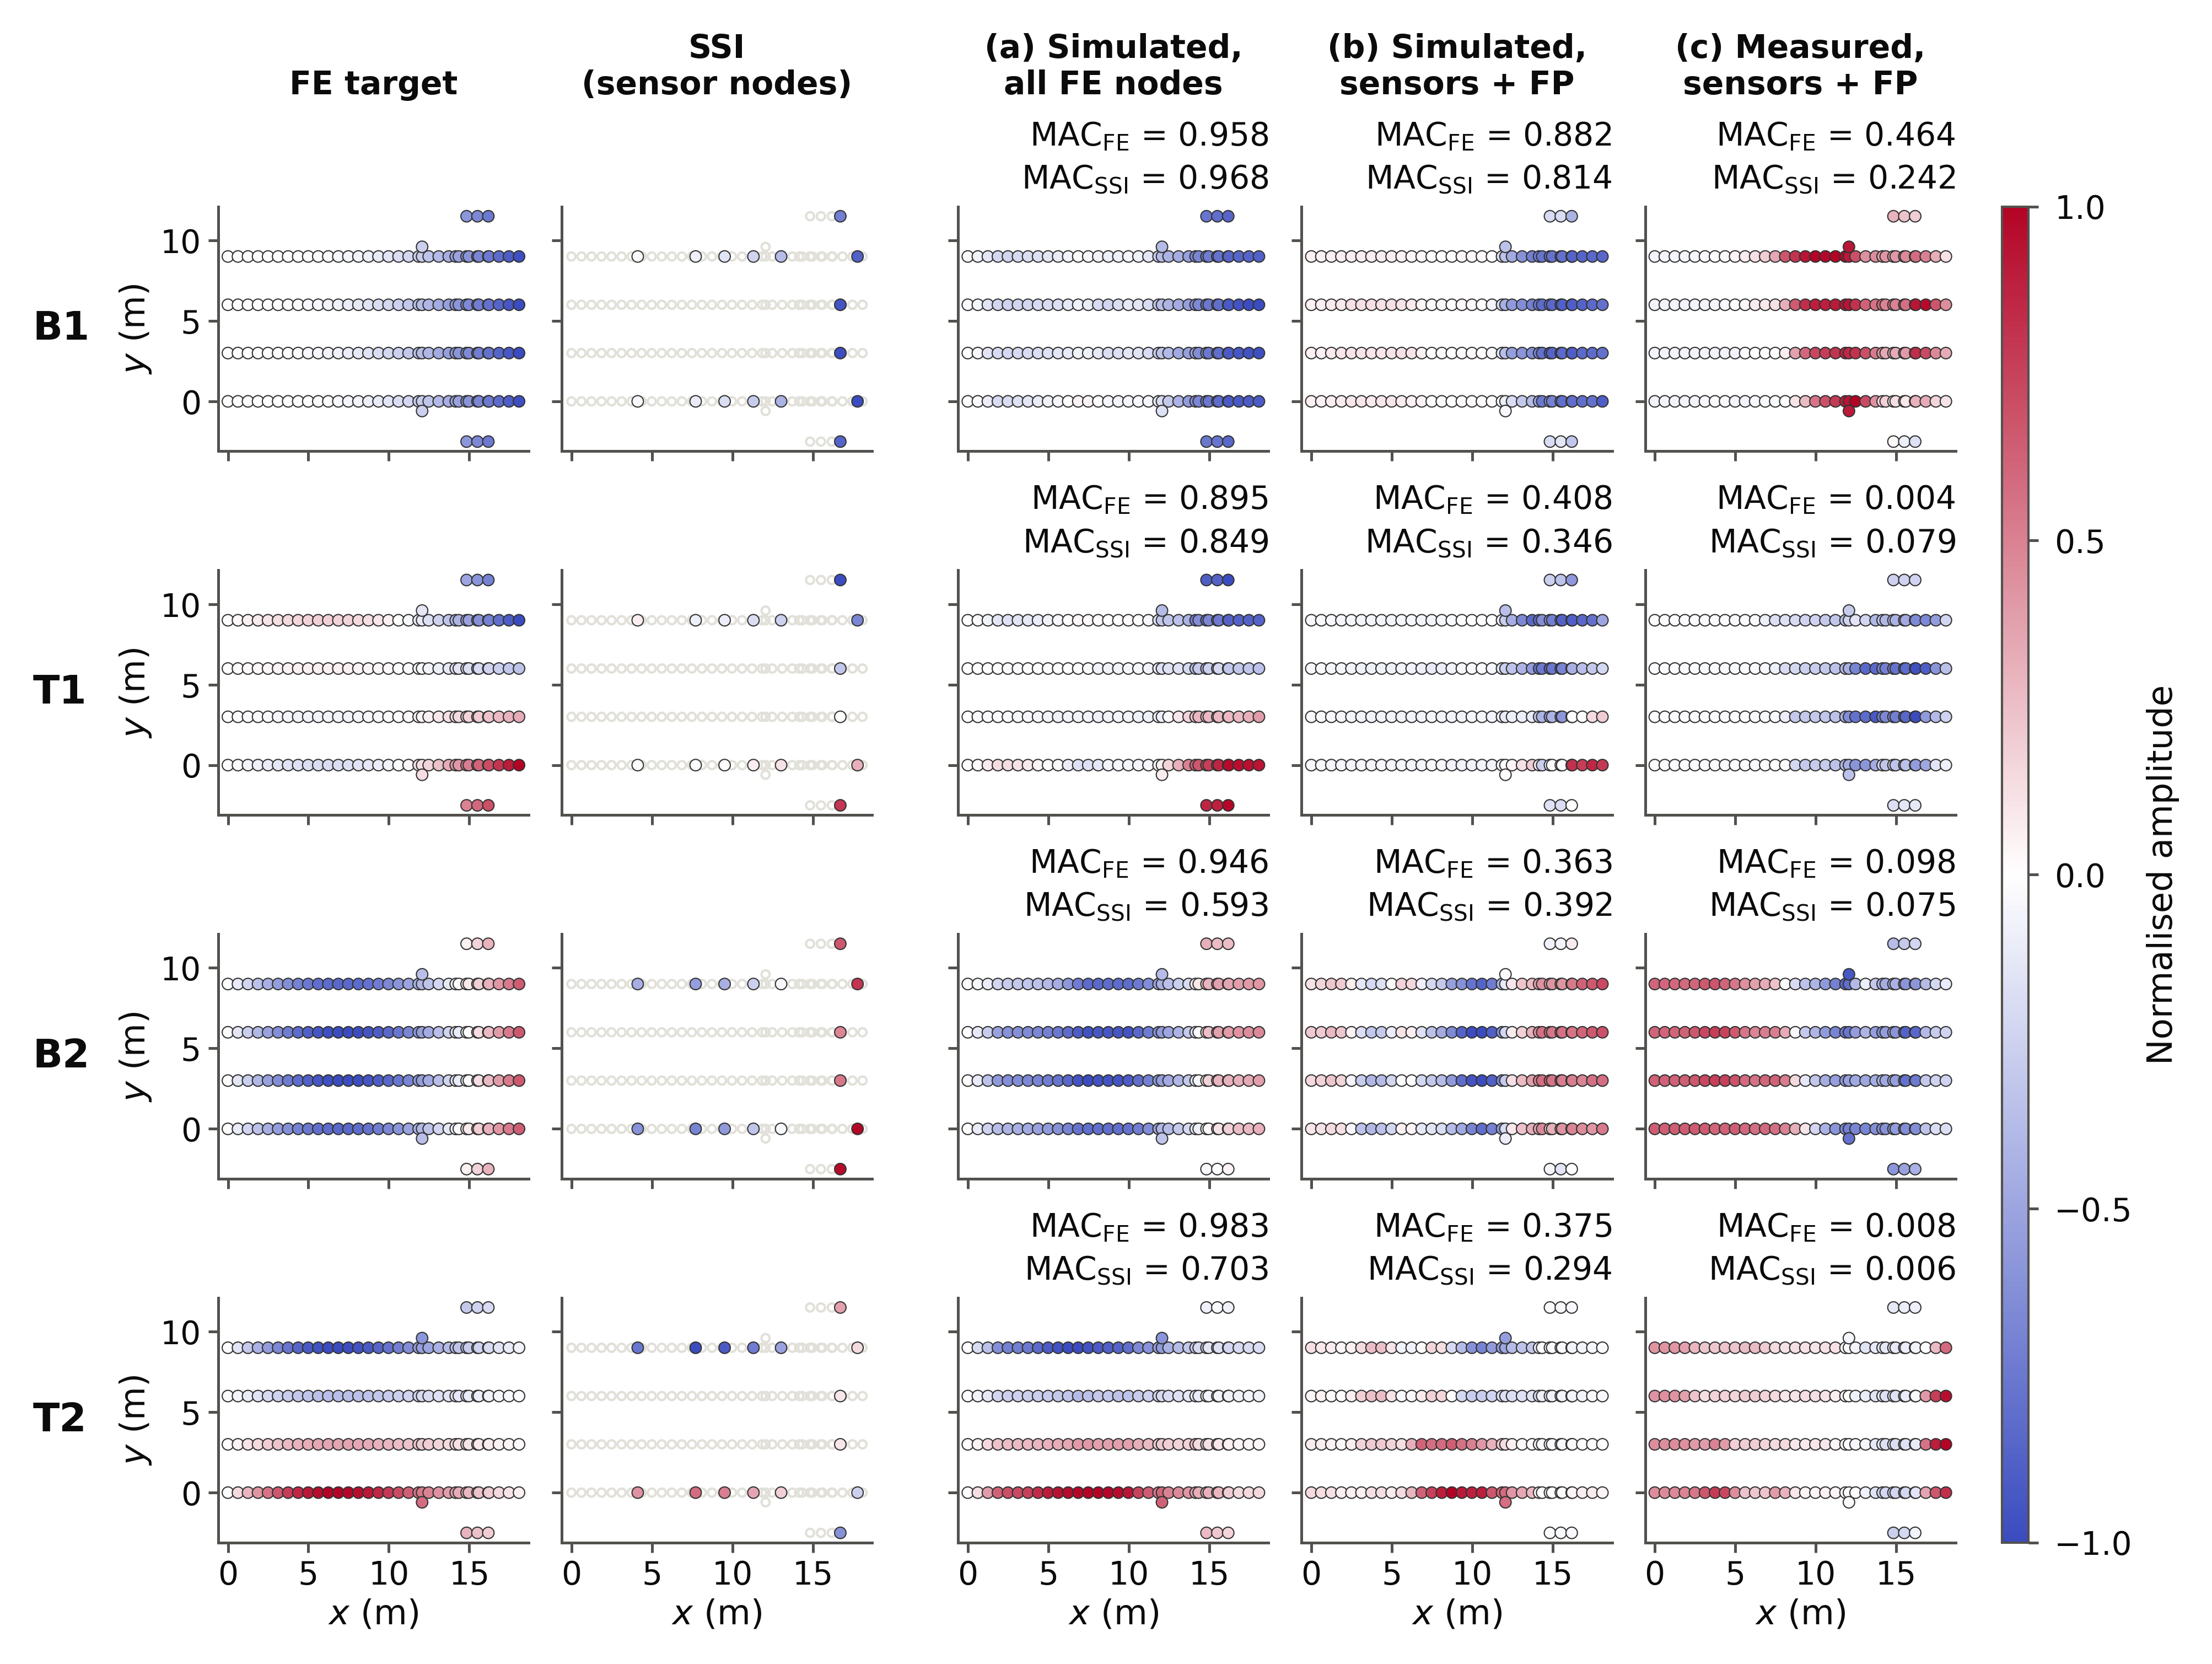 FE target
SSI
(sensor nodes)
(a) Simulated,
all FE nodes
(b) Simulated,
sensors + FP
(c) Measured,
sensors + FP
MAC_FE = 0.958
MAC_SSI = 0.968
MAC_FE = 0.882
MAC_SSI = 0.814
MAC_FE = 0.464
MAC_SSI = 0.242
B1
y (m)
10
5
0
MAC_FE = 0.895
MAC_SSI = 0.849
MAC_FE = 0.408
MAC_SSI = 0.346
MAC_FE = 0.004
MAC_SSI = 0.079
T1
y (m)
10
5
0
MAC_FE = 0.946
MAC_SSI = 0.593
MAC_FE = 0.363
MAC_SSI = 0.392
MAC_FE = 0.098
MAC_SSI = 0.075
B2
y (m)
10
5
0
MAC_FE = 0.983
MAC_SSI = 0.703
MAC_FE = 0.375
MAC_SSI = 0.294
MAC_FE = 0.008
MAC_SSI = 0.006
T2
y (m)
10
5
0
0 5 10 15
x (m)
0 5 10 15
x (m)
0 5 10 15
x (m)
0 5 10 15
x (m)
0 5 10 15
x (m)
1.0
0.5
0.0
−0.5
−1.0
Normalised amplitude